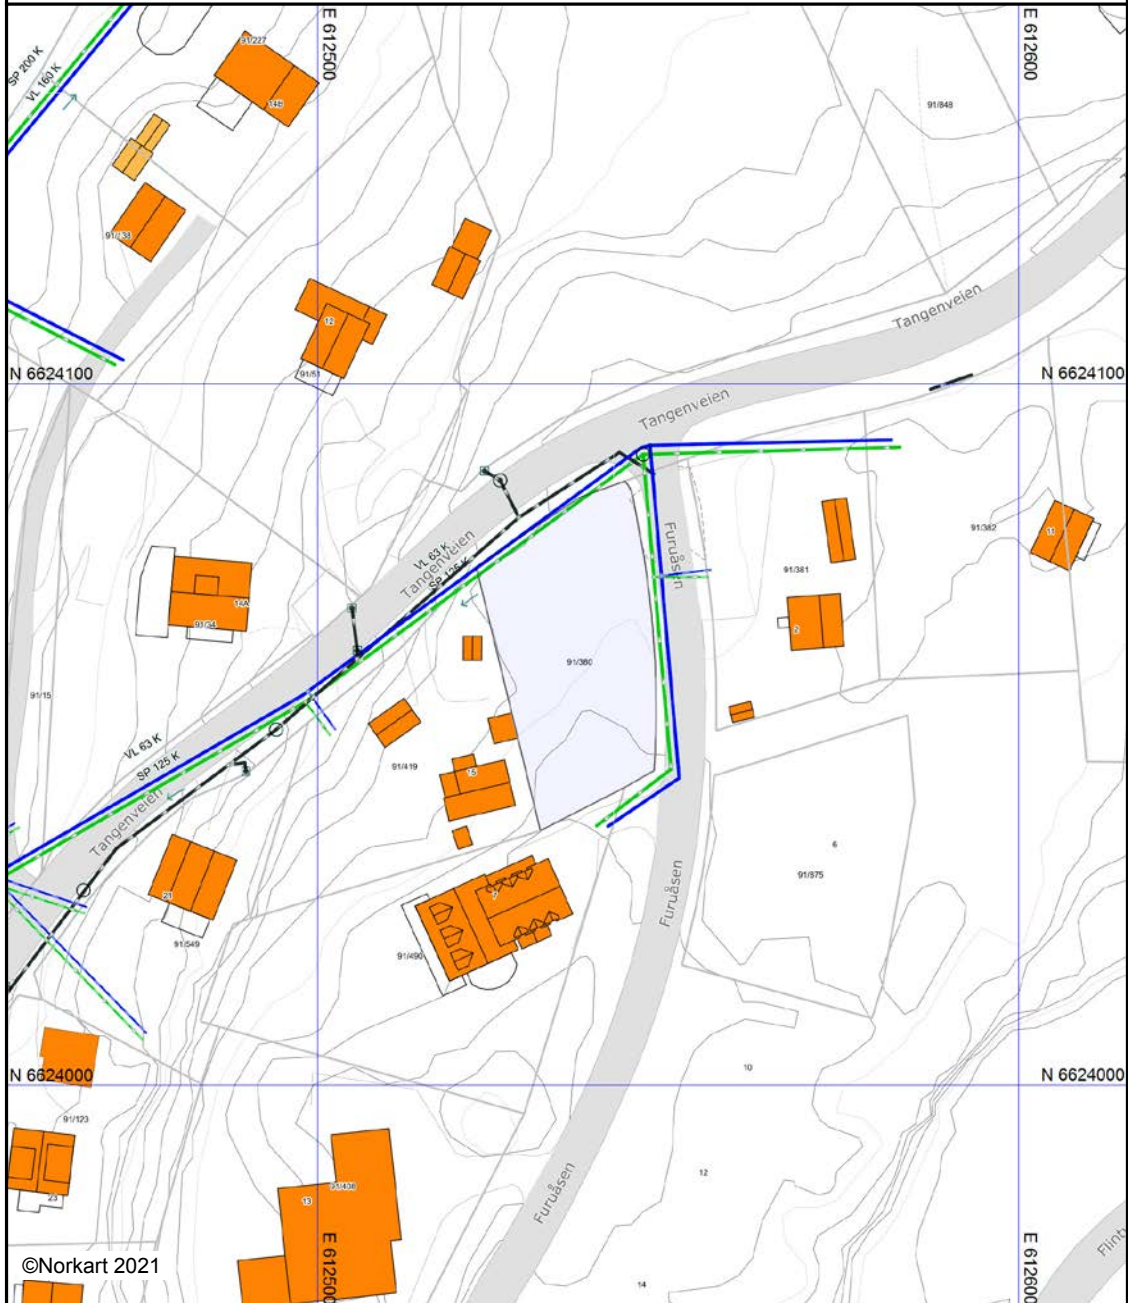 E 612500
E 612600
91/227
SP 200 K
VL 160 K
14B
91/848
91/138
Tangenveien
12
91/51
N 6624100
N 6624100
Tangenveien
91/382
11
Furuåsen
VL 63 K
Tangenveien
SP 125 K
91/381
14A
91/34
2
91/380
91/15
VL 63 K
SP 125 K
91/419
15
Tangenveien
6
91/875
21
7
Furuåsen
91/549
91/490
10
N 6624000
N 6624000
91/123
12
91/408
13
Furuåsen
23
E 612500
E 612600
©Norkart 2021
14